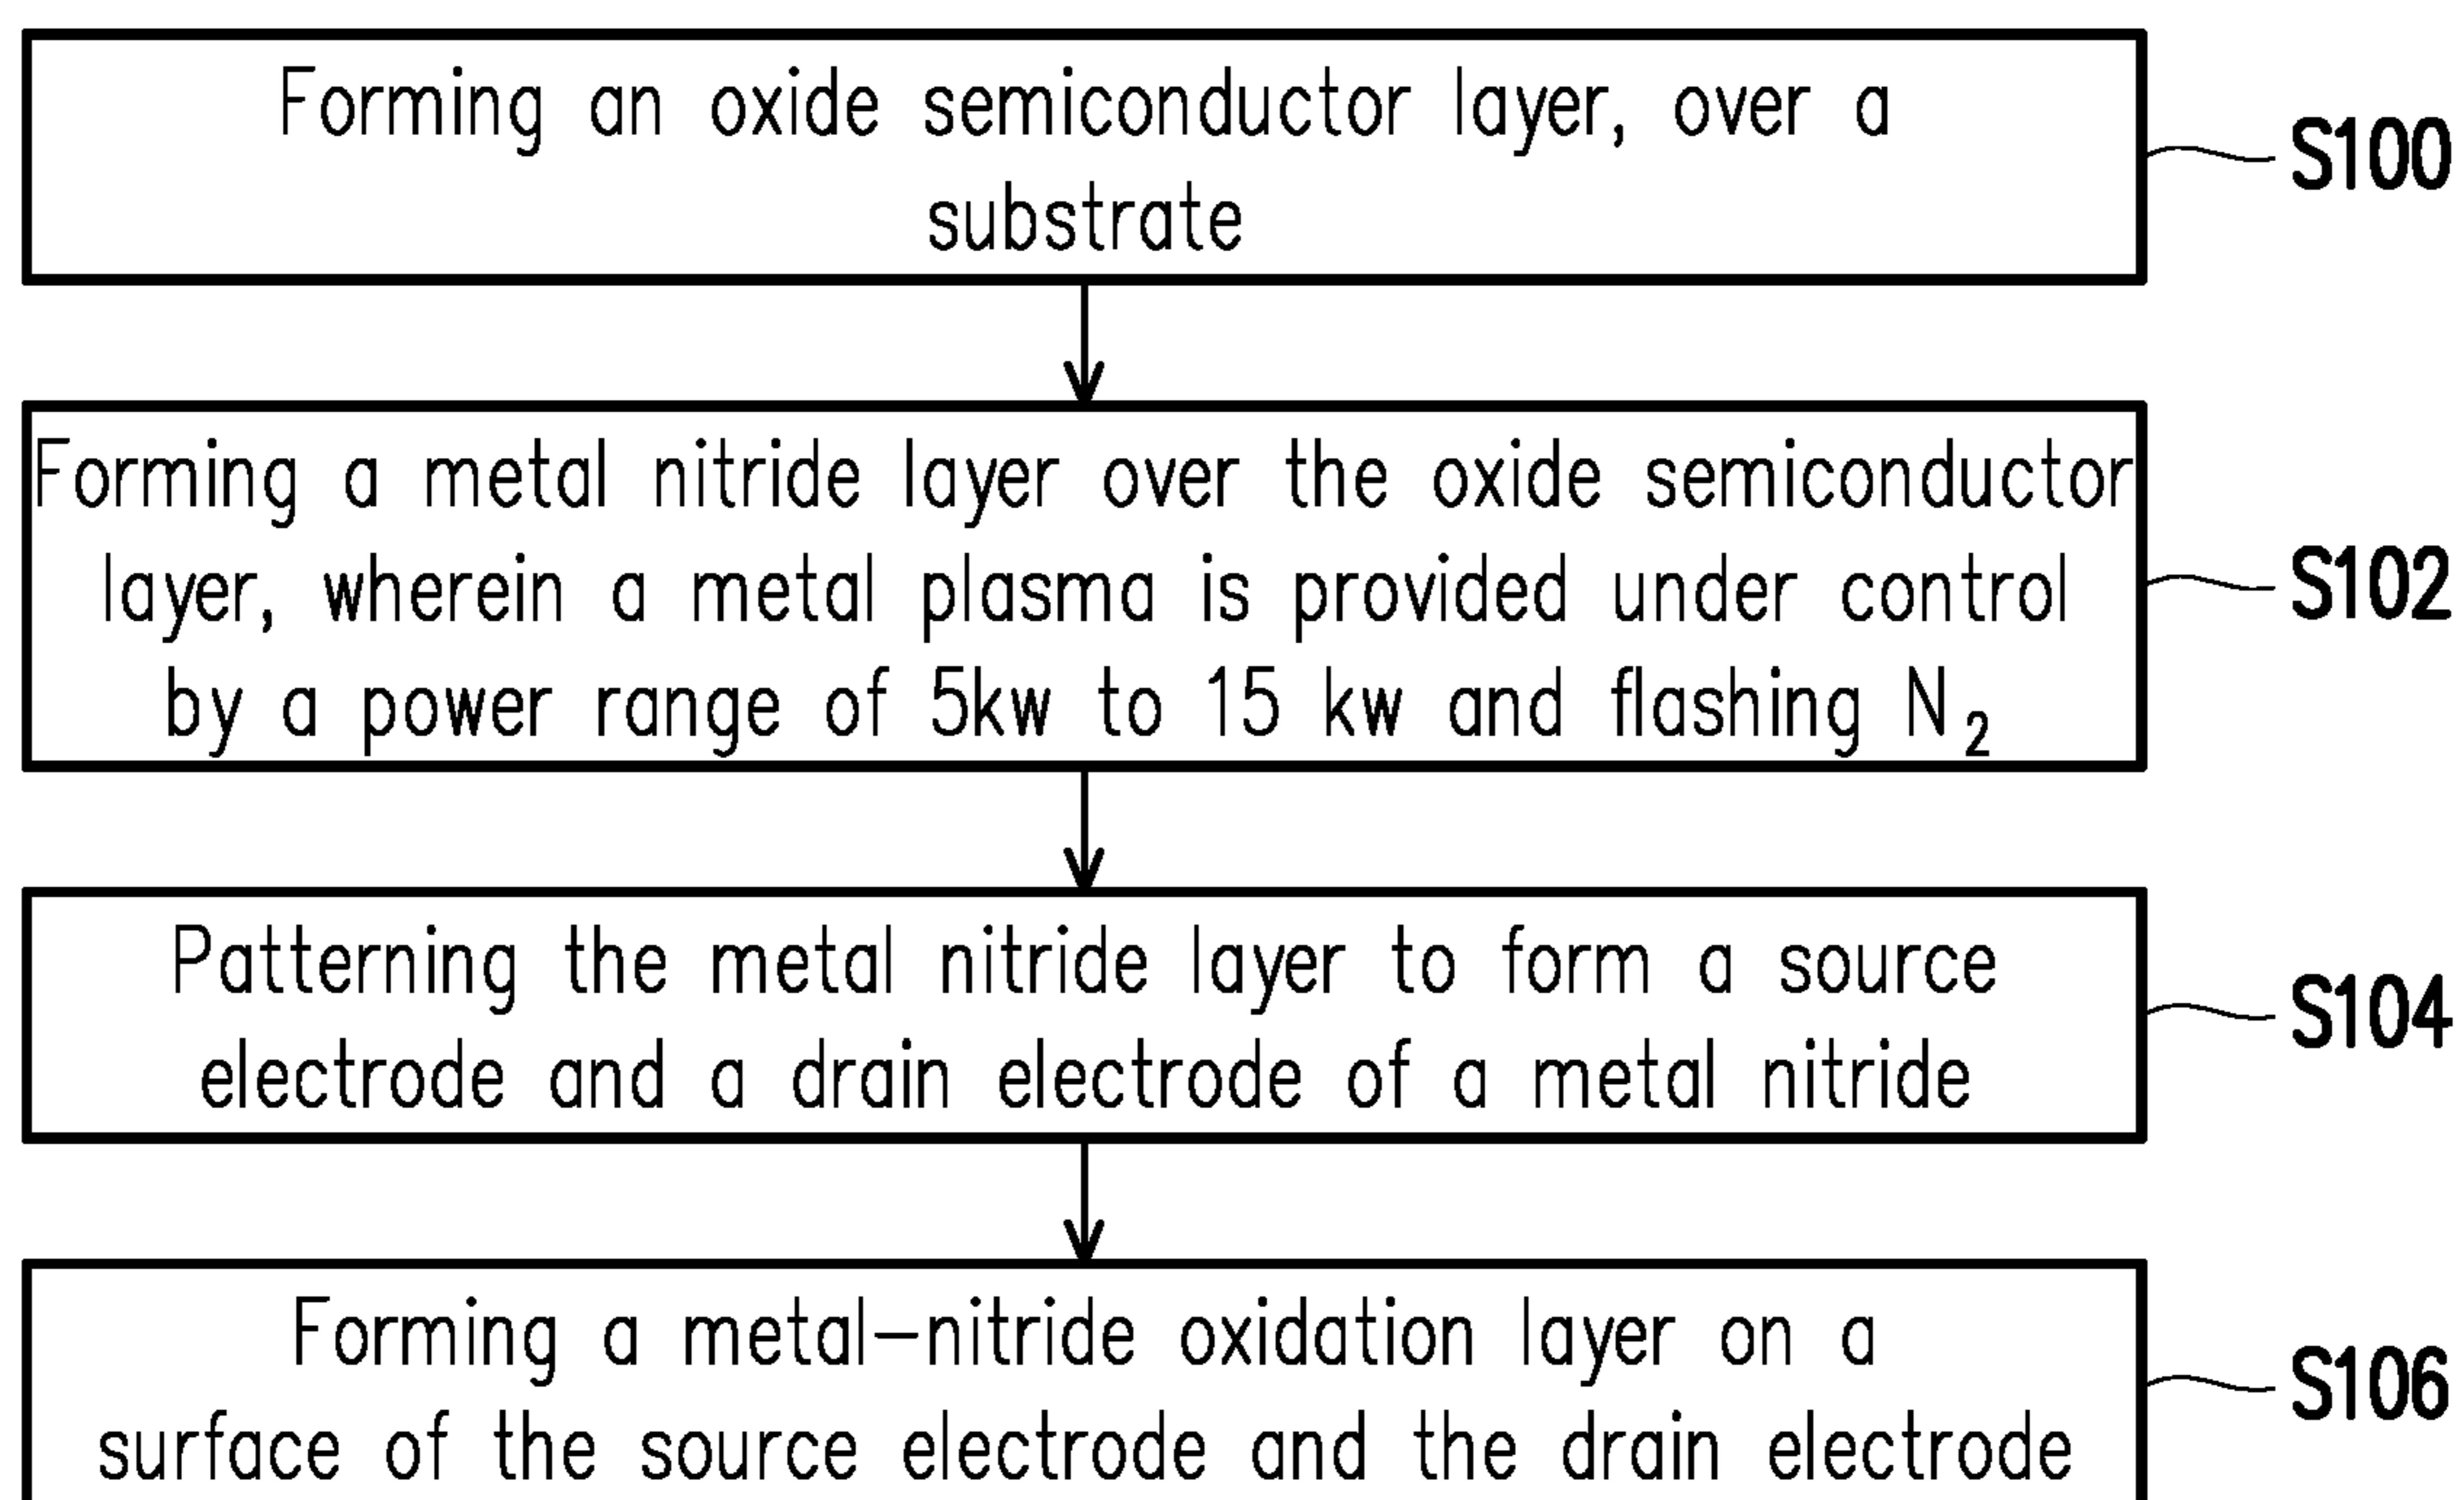 Forming an oxide semiconductor layer, over a
substrate
S100
Forming a metal nitride layer over the oxide semiconductor
layer, wherein a metal plasma is provided under control
by a power range of 5kw to 15 kw and flashing N₂
S102
Patterning the metal nitride layer to form a source
electrode and a drain electrode of a metal nitride
S104
Forming a metal–nitride oxidation layer on a
surface of the source electrode and the drain electrode
S106